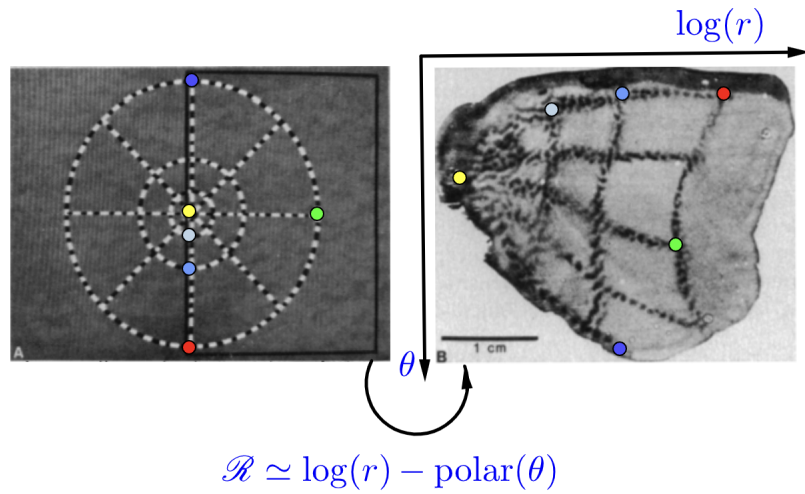 log(r)
A
θ
B
1 cm
ℛ ≃ log(r) − polar(θ)